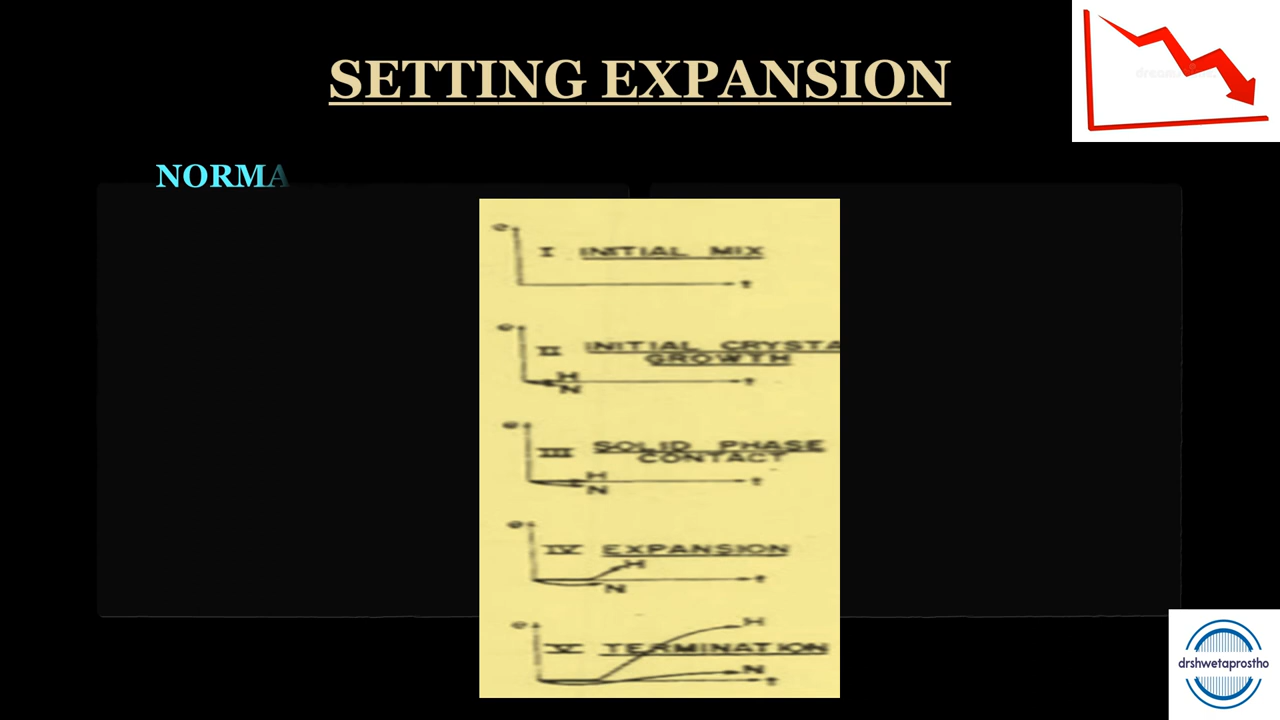 SETTING EXPANSION
NORMA
e
I INITIAL MIX
t
e
II INITIAL CRYSTA
GROWTH
H
N
t
e
III SOLID PHASE
CONTACT
H
N
t
e
IV EXPANSION
H
N
t
e
H
V TERMINATION
N
t
drshwetaprostho